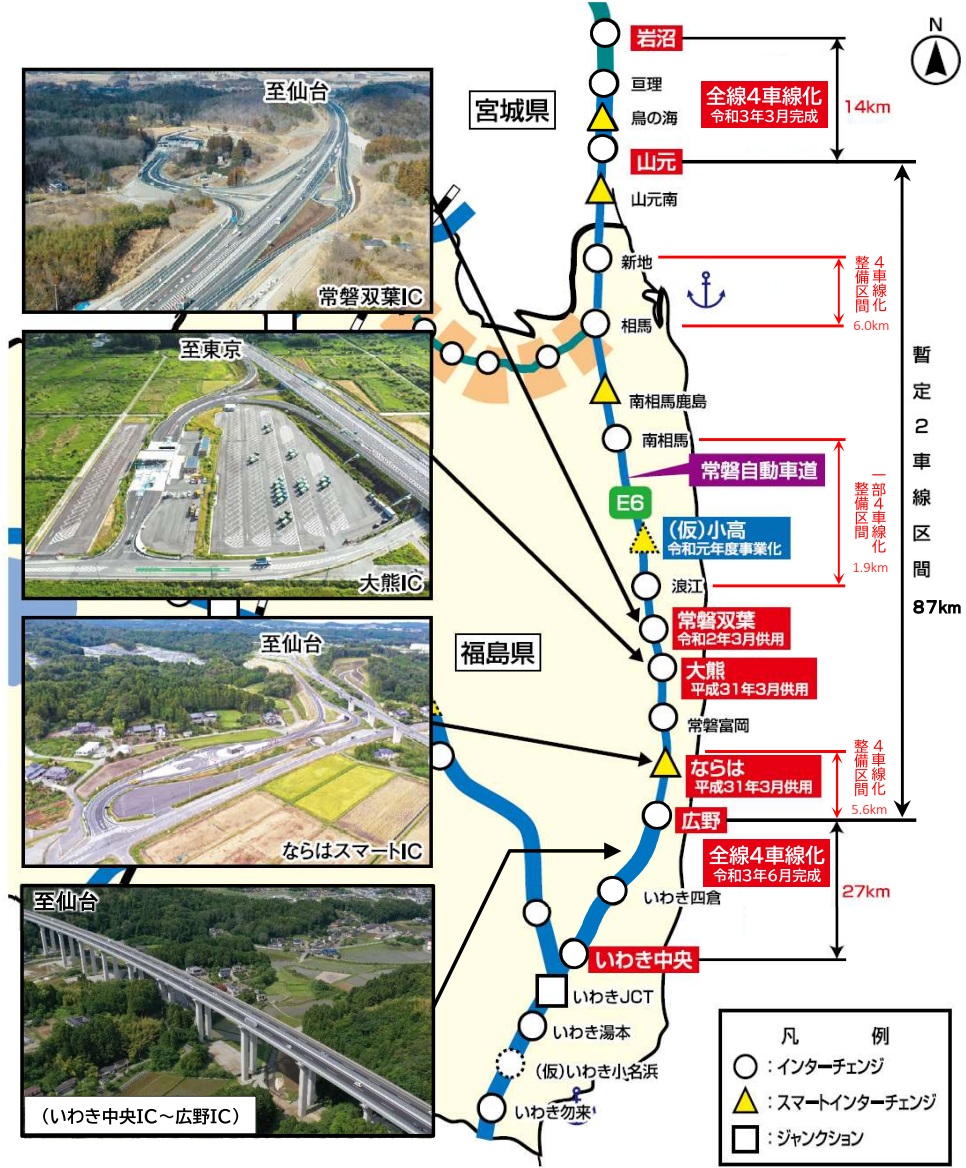 N
岩沼
亘理
鳥の海
山元
山元南
新地
相馬
南相馬鹿島
南相馬
常磐自動車道
E6
(仮)小高
令和元年度事業化
浪江
常磐双葉
令和2年3月供用
大熊
平成31年3月供用
常磐富岡
ならは
平成31年3月供用
広野
いわき四倉
いわき中央
いわきJCT
いわき湯本
(仮)いわき小名浜
いわき勿来
宮城県
福島県
全線4車線化
令和3年3月完成
14km
4車線化
整備区間
6.0km
一部4車線化
整備区間
1.9km
暫定2車線区間
87km
4車線化
整備区間
5.6km
全線4車線化
令和3年6月完成
27km
至仙台
常磐双葉IC
至東京
大熊IC
至仙台
ならはスマートIC
至仙台
(いわき中央IC~広野IC)
凡 例
:インターチェンジ
:スマートインターチェンジ
:ジャンクション